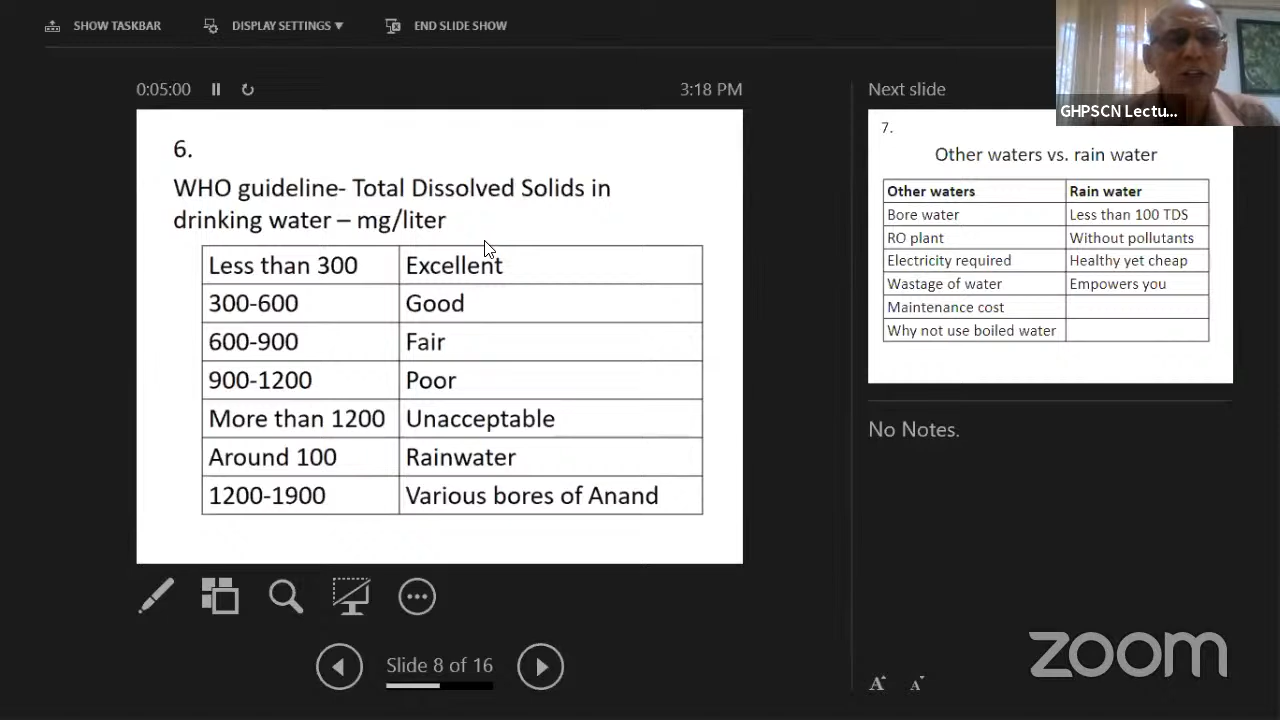 SHOW TASKBAR DISPLAY SETTINGS ▼ END SLIDE SHOW
GHPSCN Lectu...
0:05:00 3:18 PM
6.
WHO guideline- Total Dissolved Solids in
drinking water – mg/liter
Less than 300 Excellent
300-600 Good
600-900 Fair
900-1200 Poor
More than 1200 Unacceptable
Around 100 Rainwater
1200-1900 Various bores of Anand
Slide 8 of 16
Next slide
7.
Other waters vs. rain water
Other waters Rain water
Bore water Less than 100 TDS
RO plant Without pollutants
Electricity required Healthy yet cheap
Wastage of water Empowers you
Maintenance cost
Why not use boiled water
No Notes.
A A
zoom